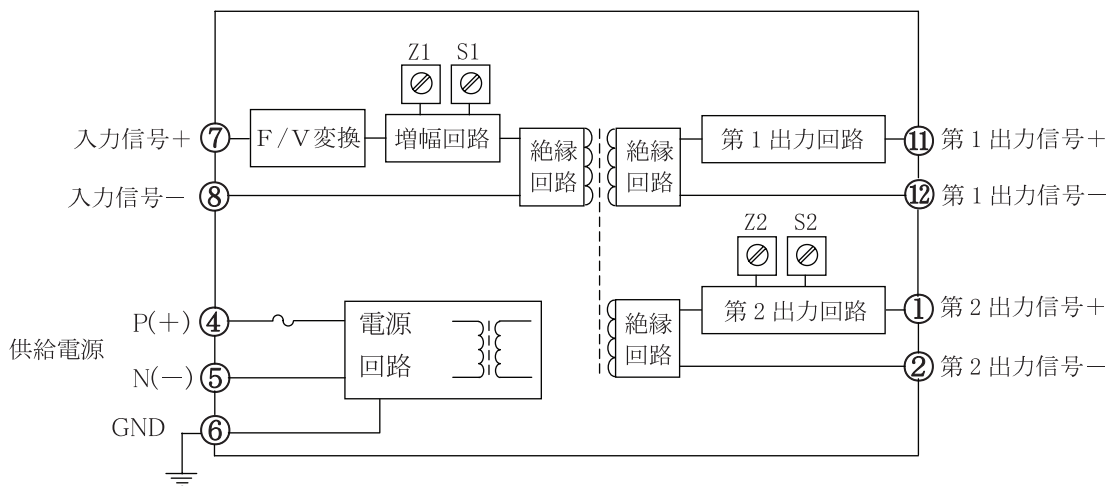 Z1 S1
入力信号+ ⑦ F/V変換 増幅回路 絶縁回路 絶縁回路 第1出力回路 ⑪ 第1出力信号+
入力信号- ⑧ ⑫ 第1出力信号-
Z2 S2
P(+) ④ 電源回路 絶縁回路 第2出力回路 ① 第2出力信号+
供給電源
N(-) ⑤ ② 第2出力信号-
GND ⑥